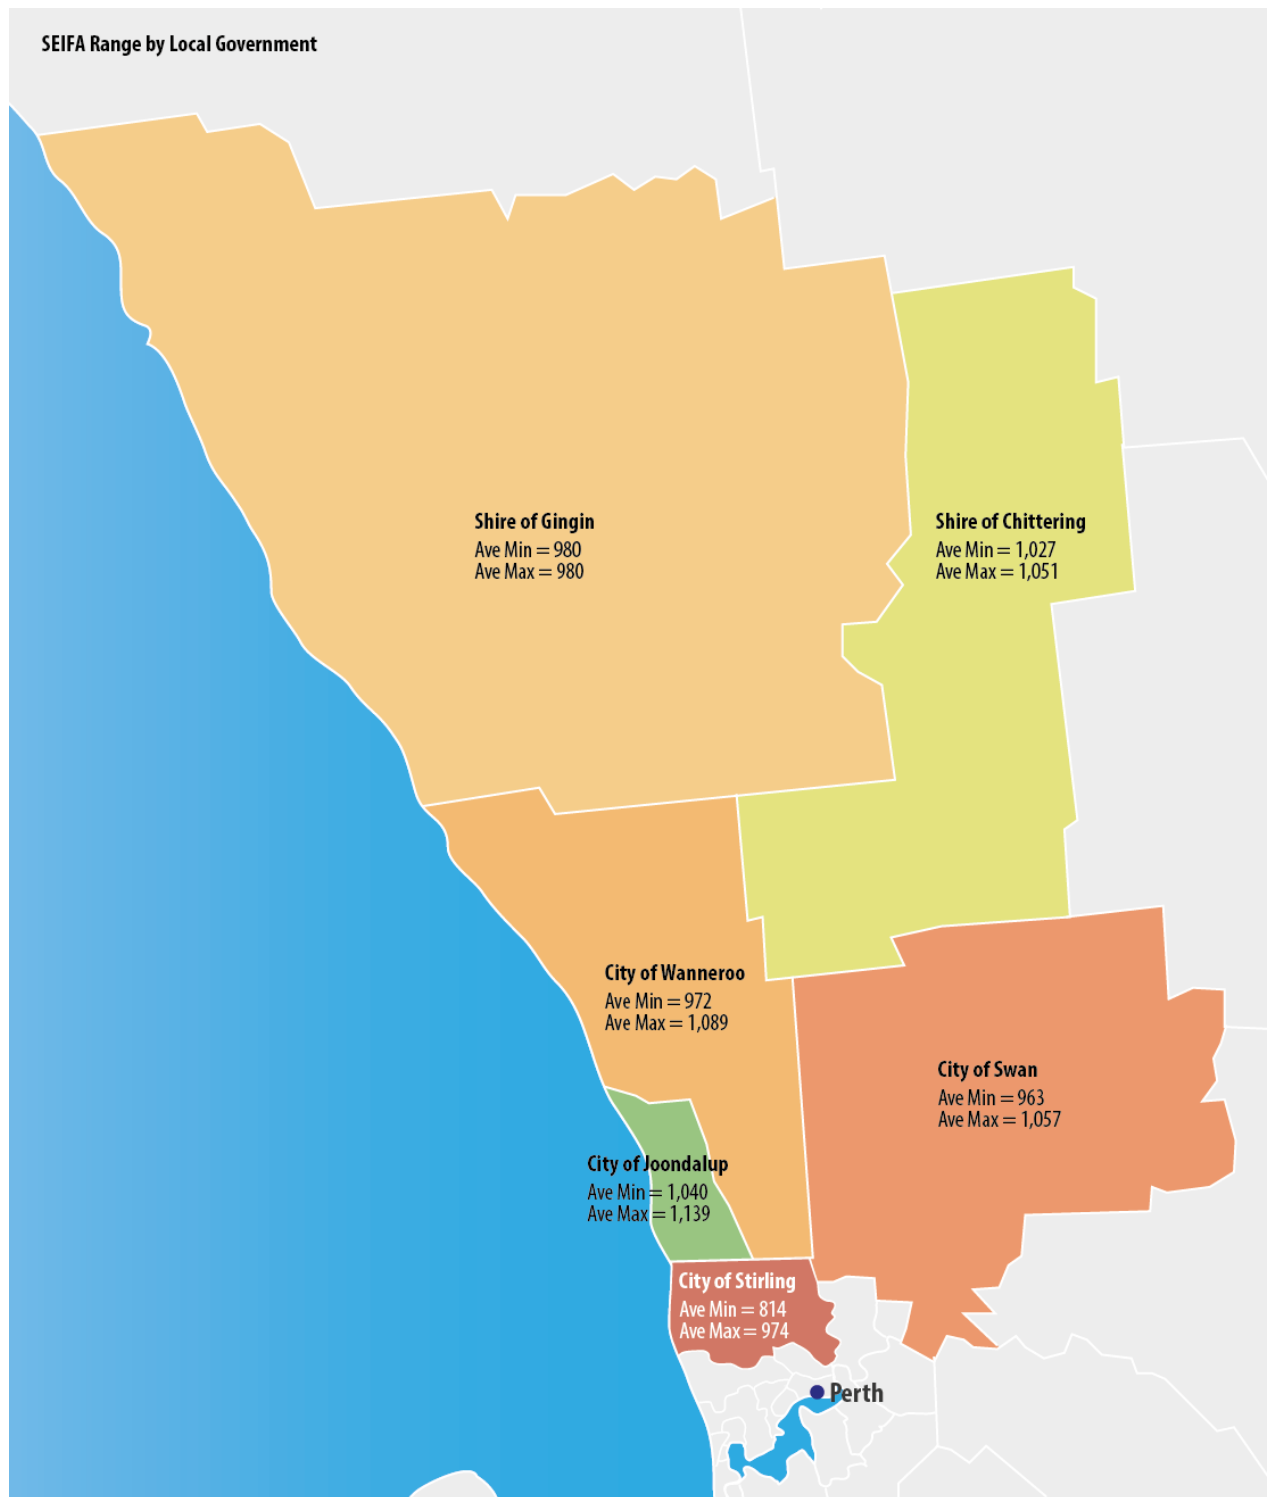 SEIFA Range by Local Government
Shire of Gingin
Ave Min = 980
Ave Max = 980
Shire of Chittering
Ave Min = 1,027
Ave Max = 1,051
City of Wanneroo
Ave Min = 972
Ave Max = 1,089
City of Swan
Ave Min = 963
Ave Max = 1,057
City of Joondalup
Ave Min = 1,040
Ave Max = 1,139
City of Stirling
Ave Min = 814
Ave Max = 974
Perth